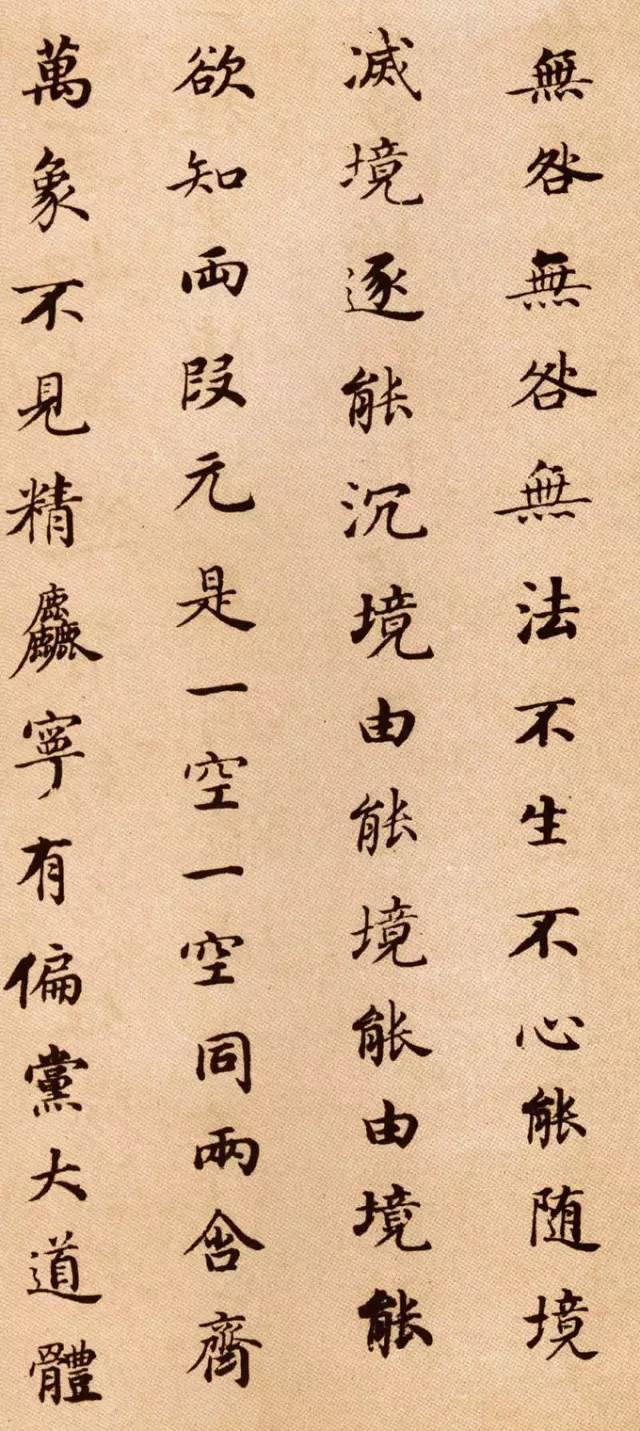 無咎無咎無法不生不心能随境
滅境逐能沉境由能境能由境能
欲知両段元是一空一空同兩含齊
萬象不見精麤寧有偏黨大道體